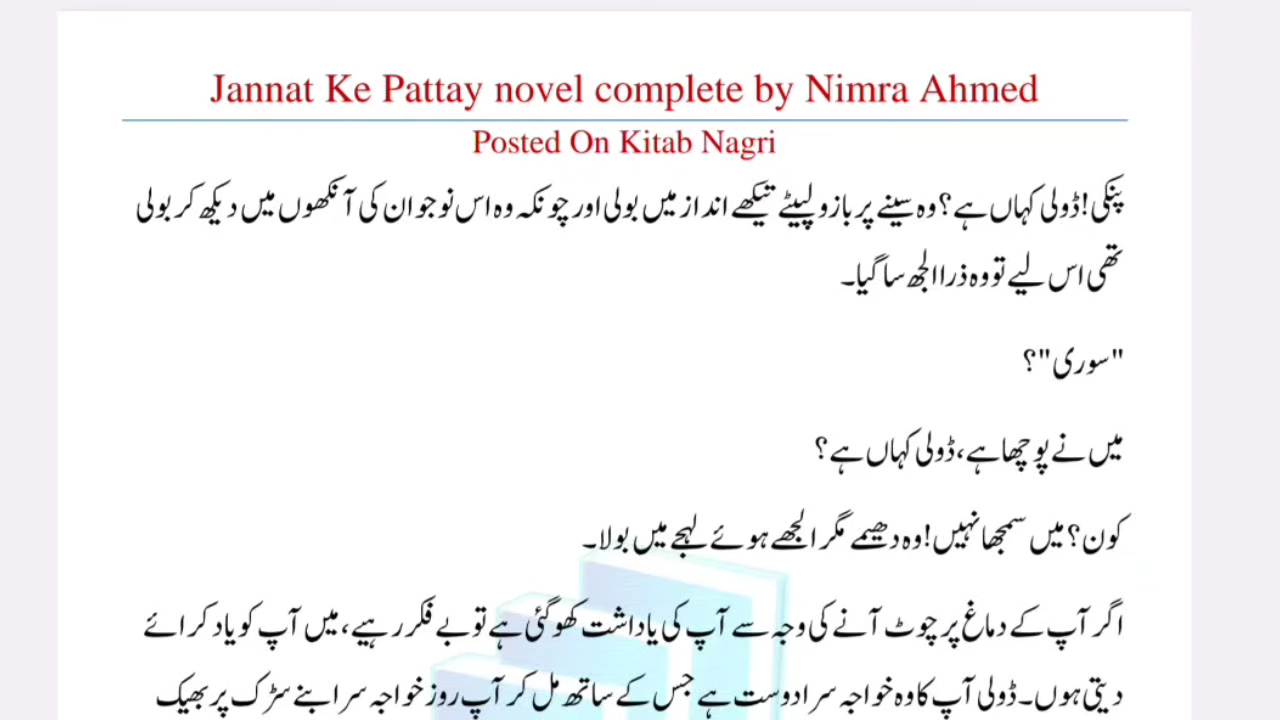 Jannat Ke Pattay novel complete by Nimra Ahmed
Posted On Kitab Nagri
پنکی! ڈولی کہاں ہے؟ وہ سینے پر بازو لپیٹے تیکھے انداز میں بولی اور چونکہ وہ اس نوجوان کی آنکھوں میں دیکھ کر بولی
تھی اس لیے تو وہ ذرا الجھ سا گیا۔
"سوری"؟
میں نے پوچھا ہے، ڈولی کہاں ہے؟
کون؟ میں سمجھا نہیں! وہ دھیمے مگر الجھے ہوئے لہجے میں بولا۔
اگر آپ کے دماغ پر چوٹ آنے کی وجہ سے آپ کی یاداشت کھو گئی ہے تو بے فکر رہیے، میں آپ کو یاد کرائے
دیتی ہوں۔ ڈولی آپ کا وہ خواجہ سرا دوست ہے جس کے ساتھ مل کر آپ روز خواجہ سرا بنے سڑک پر بھیک